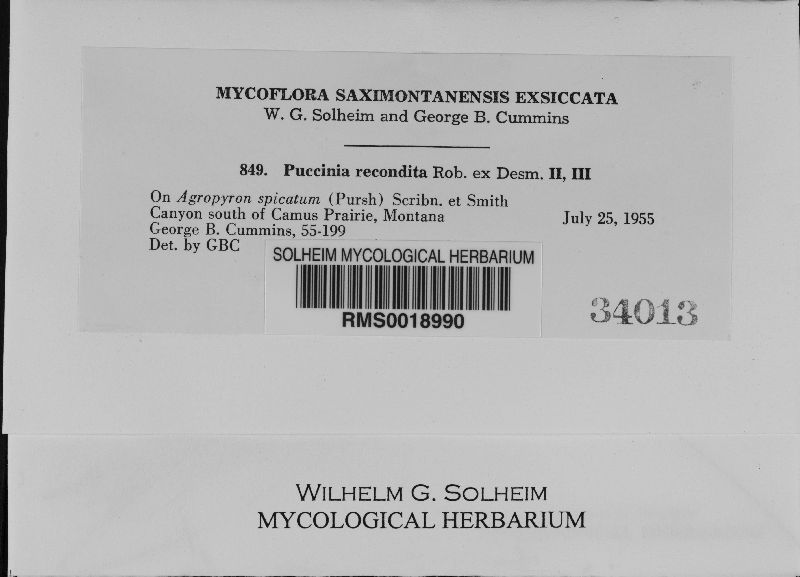 MYCOFLORA SAXIMONTANENSIS EXSICCATA
W. G. Solheim and George B. Cummins
849. Puccinia recondita Rob. ex Desm. II, III
On Agropyron spicatum (Pursh) Scribn. et Smith
Canyon south of Camus Prairie, Montana July 25, 1955
George B. Cummins, 55-199
Det. by GBC
SOLHEIM MYCOLOGICAL HERBARIUM
RMS0018990
34013
WILHELM G. SOLHEIM
MYCOLOGICAL HERBARIUM